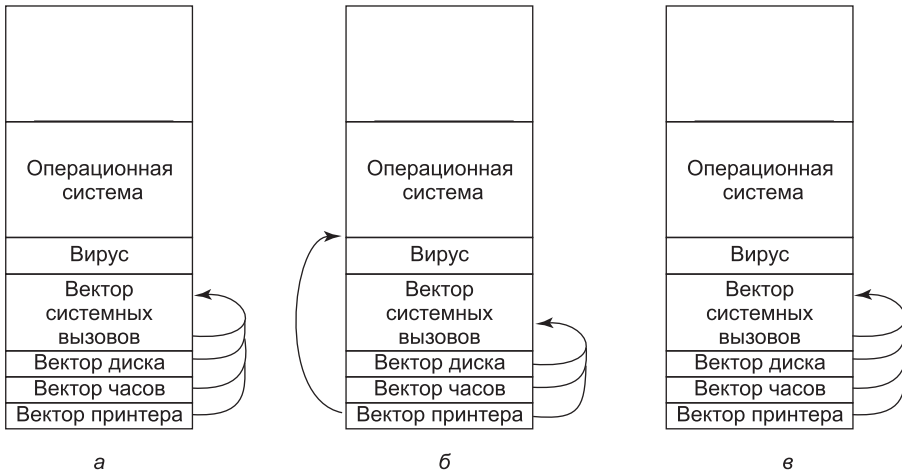 Операционная
система
Вирус
Вектор
системных
вызовов
Вектор диска
Вектор часов
Вектор принтера
а
Операционная
система
Вирус
Вектор
системных
вызовов
Вектор диска
Вектор часов
Вектор принтера
б
Операционная
система
Вирус
Вектор
системных
вызовов
Вектор диска
Вектор часов
Вектор принтера
в